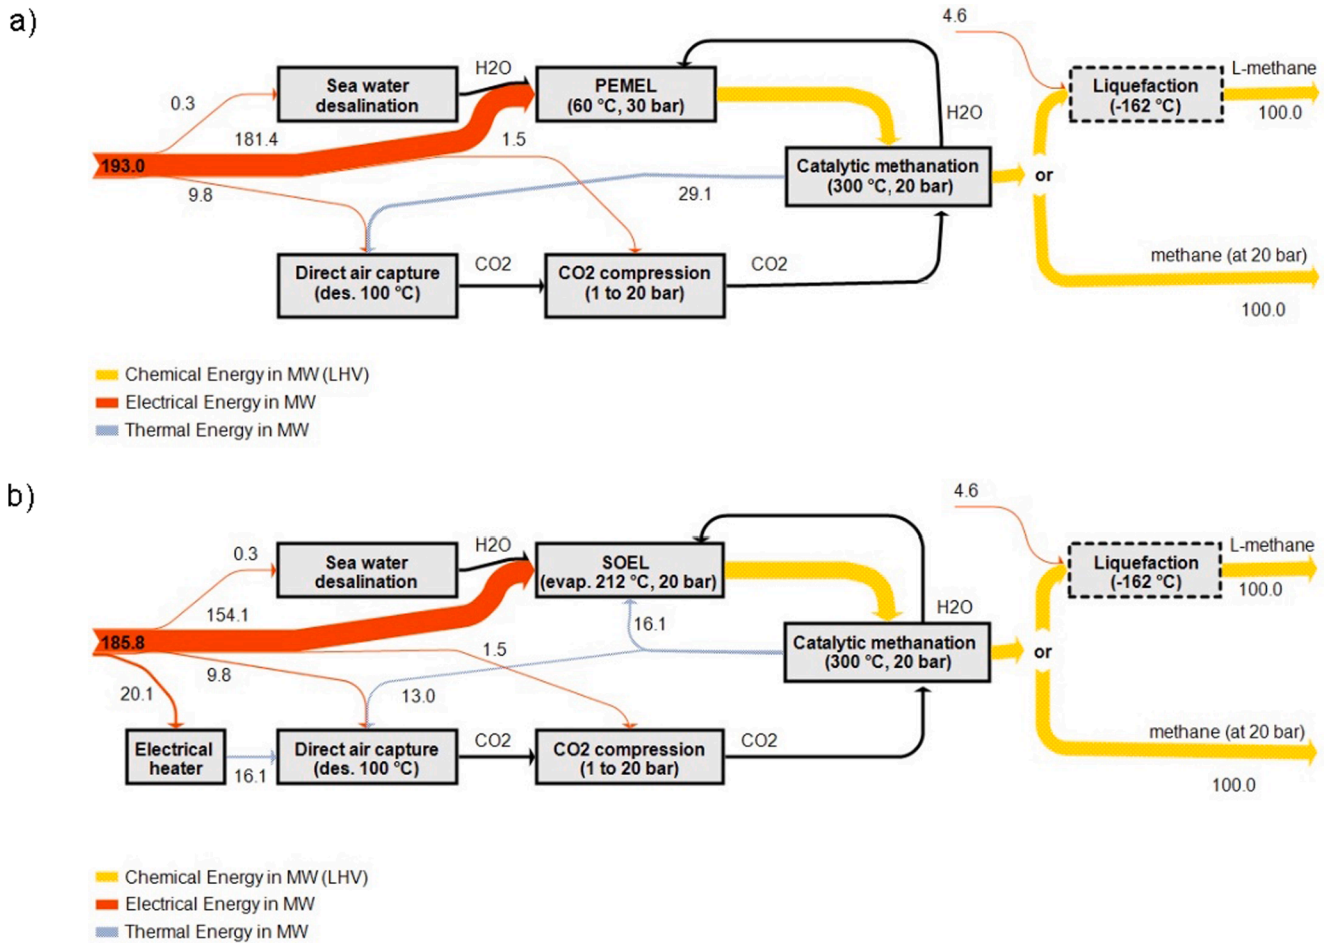 a)
4.6
Sea water
desalination
H2O
PEMEL
(60 °C, 30 bar)
Liquefaction
(-162 °C)
L-methane
100.0
0.3
181.4
1.5
H2O
193.0
9.8
29.1
Catalytic methanation
(300 °C, 20 bar)
or
Direct air capture
(des. 100 °C)
CO2
CO2 compression
(1 to 20 bar)
CO2
methane (at 20 bar)
100.0
Chemical Energy in MW (LHV)
Electrical Energy in MW
Thermal Energy in MW
b)
4.6
0.3
Sea water
desalination
H2O
SOEL
(evap. 212 °C, 20 bar)
Liquefaction
(-162 °C)
L-methane
100.0
154.1
16.1
H2O
185.8
9.8
1.5
Catalytic methanation
(300 °C, 20 bar)
or
20.1
13.0
Electrical
heater
16.1
Direct air capture
(des. 100 °C)
CO2
CO2 compression
(1 to 20 bar)
CO2
methane (at 20 bar)
100.0
Chemical Energy in MW (LHV)
Electrical Energy in MW
Thermal Energy in MW